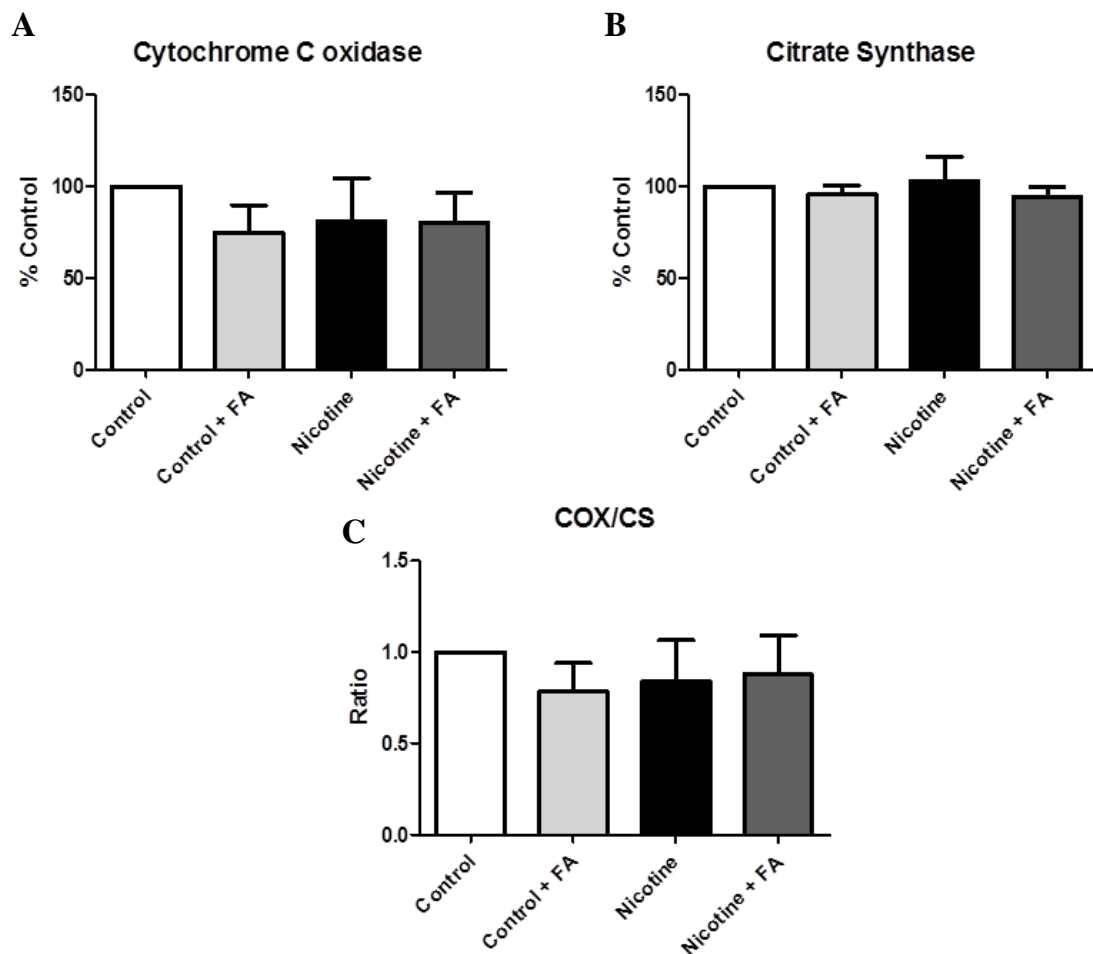 A
Cytochrome C oxidase
% Control
150
100
50
0
Control
Control + FA
Nicotine
Nicotine + FA
B
Citrate Synthase
% Control
150
100
50
0
Control
Control + FA
Nicotine
Nicotine + FA
C
COX/CS
Ratio
1.5
1.0
0.5
0.0
Control
Control + FA
Nicotine
Nicotine + FA